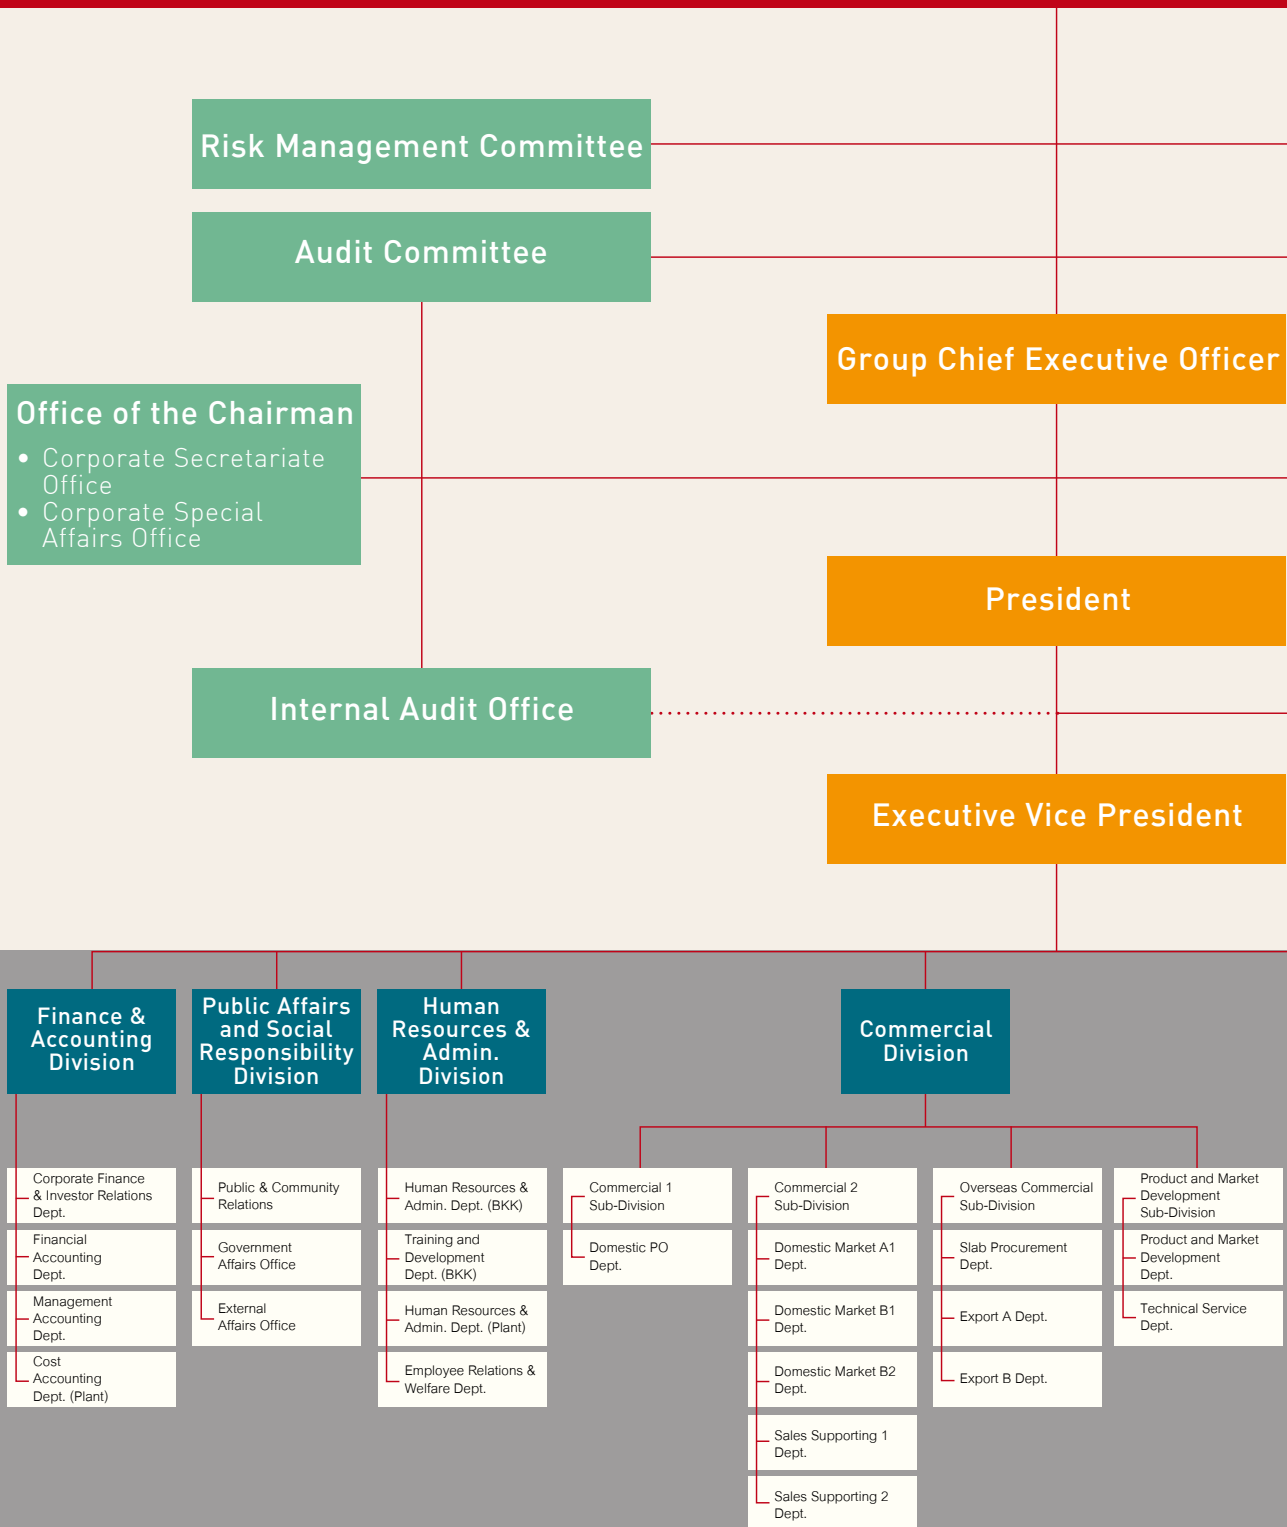 Risk Management Committee
Audit Committee
Group Chief Executive Officer
Office of the Chairman
• Corporate Secretariate
Office
• Corporate Special
Affairs Office
President
Internal Audit Office
Executive Vice President
Finance &
Accounting
Division
Public Affairs
and Social
Responsibility
Division
Human
Resources &
Admin.
Division
Commercial
Division
Corporate Finance
& Investor Relations
Dept.
Financial
Accounting
Dept.
Management
Accounting
Dept.
Cost
Accounting
Dept. (Plant)
Public & Community
Relations
Government
Affairs Office
External
Affairs Office
Human Resources &
Admin. Dept. (BKK)
Training and
Development
Dept. (BKK)
Human Resources &
Admin. Dept. (Plant)
Employee Relations &
Welfare Dept.
Commercial 1
Sub-Division
Domestic PO
Dept.
Commercial 2
Sub-Division
Domestic Market A1
Dept.
Domestic Market B1
Dept.
Domestic Market B2
Dept.
Sales Supporting 1
Dept.
Sales Supporting 2
Dept.
Overseas Commercial
Sub-Division
Slab Procurement
Dept.
Export A Dept.
Export B Dept.
Product and Market
Development
Sub-Division
Product and Market
Development
Dept.
Technical Service
Dept.